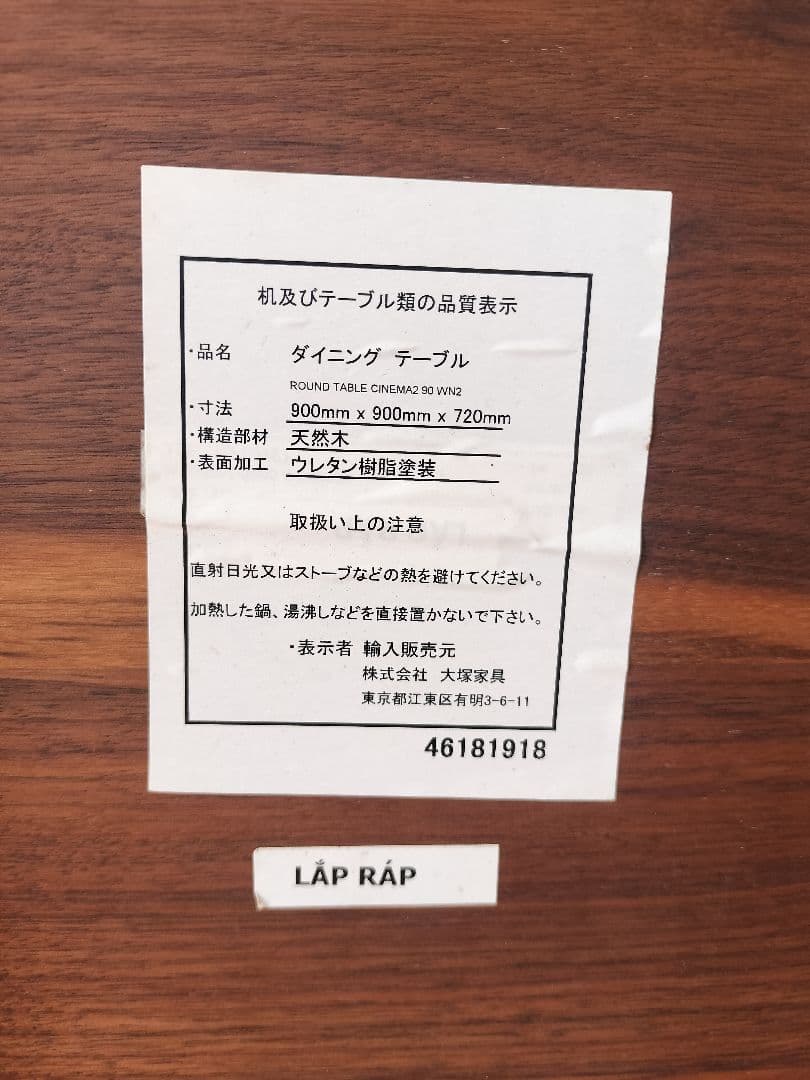 机及びテーブル類の品質表示
・品名 ダイニング テーブル
ROUND TABLE CINEMA2 90 WN2
・寸法 900mm x 900mm x 720mm
・構造部材 天然木
・表面加工 ウレタン樹脂塗装
取扱い上の注意
直射日光又はストーブなどの熱を避けてください。
加熱した鍋、湯沸しなどを直接置かないで下さい。
・表示者 輸入販売元
株式会社 大塚家具
東京都江東区有明3-6-11
46181918
LẮP RÁP